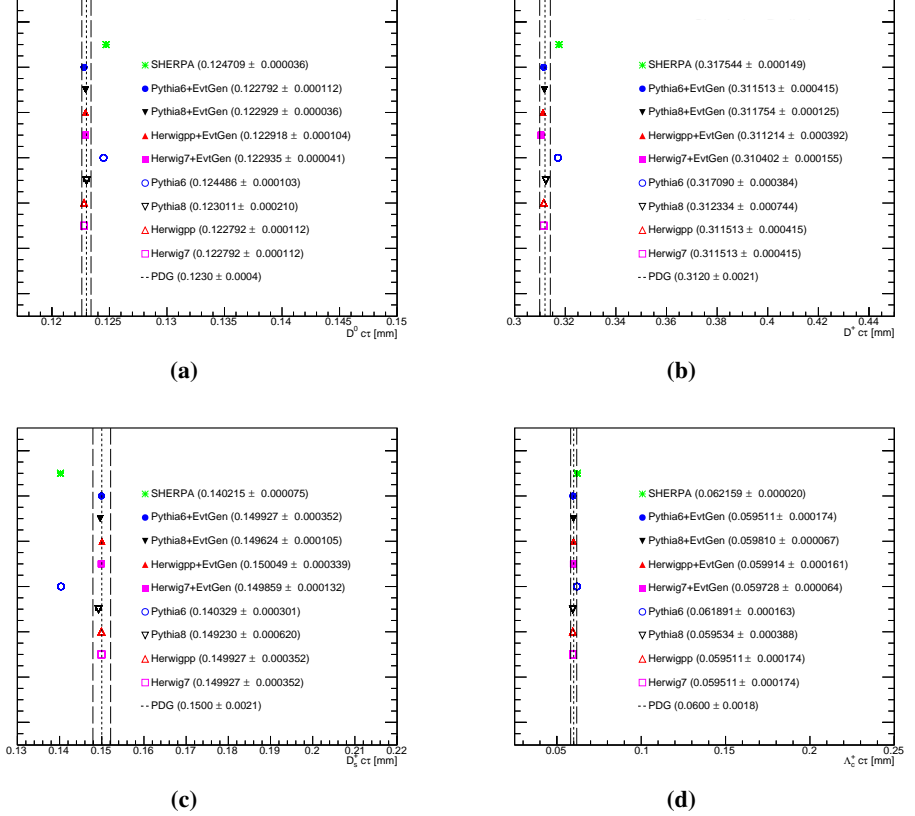 SHERPA (0.124709 ± 0.000036)
Pythia6+EvtGen (0.122792 ± 0.000112)
Pythia8+EvtGen (0.122929 ± 0.000036)
Herwigpp+EvtGen (0.122918 ± 0.000104)
Herwig7+EvtGen (0.122935 ± 0.000041)
Pythia6 (0.124486 ± 0.000103)
Pythia8 (0.123011 ± 0.000210)
Herwigpp (0.122792 ± 0.000112)
Herwig7 (0.122792 ± 0.000112)
-- PDG (0.1230 ± 0.0004)
0.12 0.125 0.13 0.135 0.14 0.145 0.15
D⁰ cτ [mm]
(a)
SHERPA (0.317544 ± 0.000149)
Pythia6+EvtGen (0.311513 ± 0.000415)
Pythia8+EvtGen (0.311754 ± 0.000125)
Herwigpp+EvtGen (0.311214 ± 0.000392)
Herwig7+EvtGen (0.310402 ± 0.000155)
Pythia6 (0.317090 ± 0.000384)
Pythia8 (0.312334 ± 0.000744)
Herwigpp (0.311513 ± 0.000415)
Herwig7 (0.311513 ± 0.000415)
-- PDG (0.3120 ± 0.0021)
0.3 0.32 0.34 0.36 0.38 0.4 0.42 0.44
D⁺ cτ [mm]
(b)
SHERPA (0.140215 ± 0.000075)
Pythia6+EvtGen (0.149927 ± 0.000352)
Pythia8+EvtGen (0.149624 ± 0.000105)
Herwigpp+EvtGen (0.150049 ± 0.000339)
Herwig7+EvtGen (0.149859 ± 0.000132)
Pythia6 (0.140329 ± 0.000301)
Pythia8 (0.149230 ± 0.000620)
Herwigpp (0.149927 ± 0.000352)
Herwig7 (0.149927 ± 0.000352)
-- PDG (0.1500 ± 0.0021)
0.13 0.14 0.15 0.16 0.17 0.18 0.19 0.2 0.21 0.22
Dₛ⁺ cτ [mm]
(c)
SHERPA (0.062159 ± 0.000020)
Pythia6+EvtGen (0.059511 ± 0.000174)
Pythia8+EvtGen (0.059810 ± 0.000067)
Herwigpp+EvtGen (0.059914 ± 0.000161)
Herwig7+EvtGen (0.059728 ± 0.000064)
Pythia6 (0.061891 ± 0.000163)
Pythia8 (0.059534 ± 0.000388)
Herwigpp (0.059511 ± 0.000174)
Herwig7 (0.059511 ± 0.000174)
-- PDG (0.0600 ± 0.0018)
0.05 0.1 0.15 0.2 0.25
Λc⁺ cτ [mm]
(d)